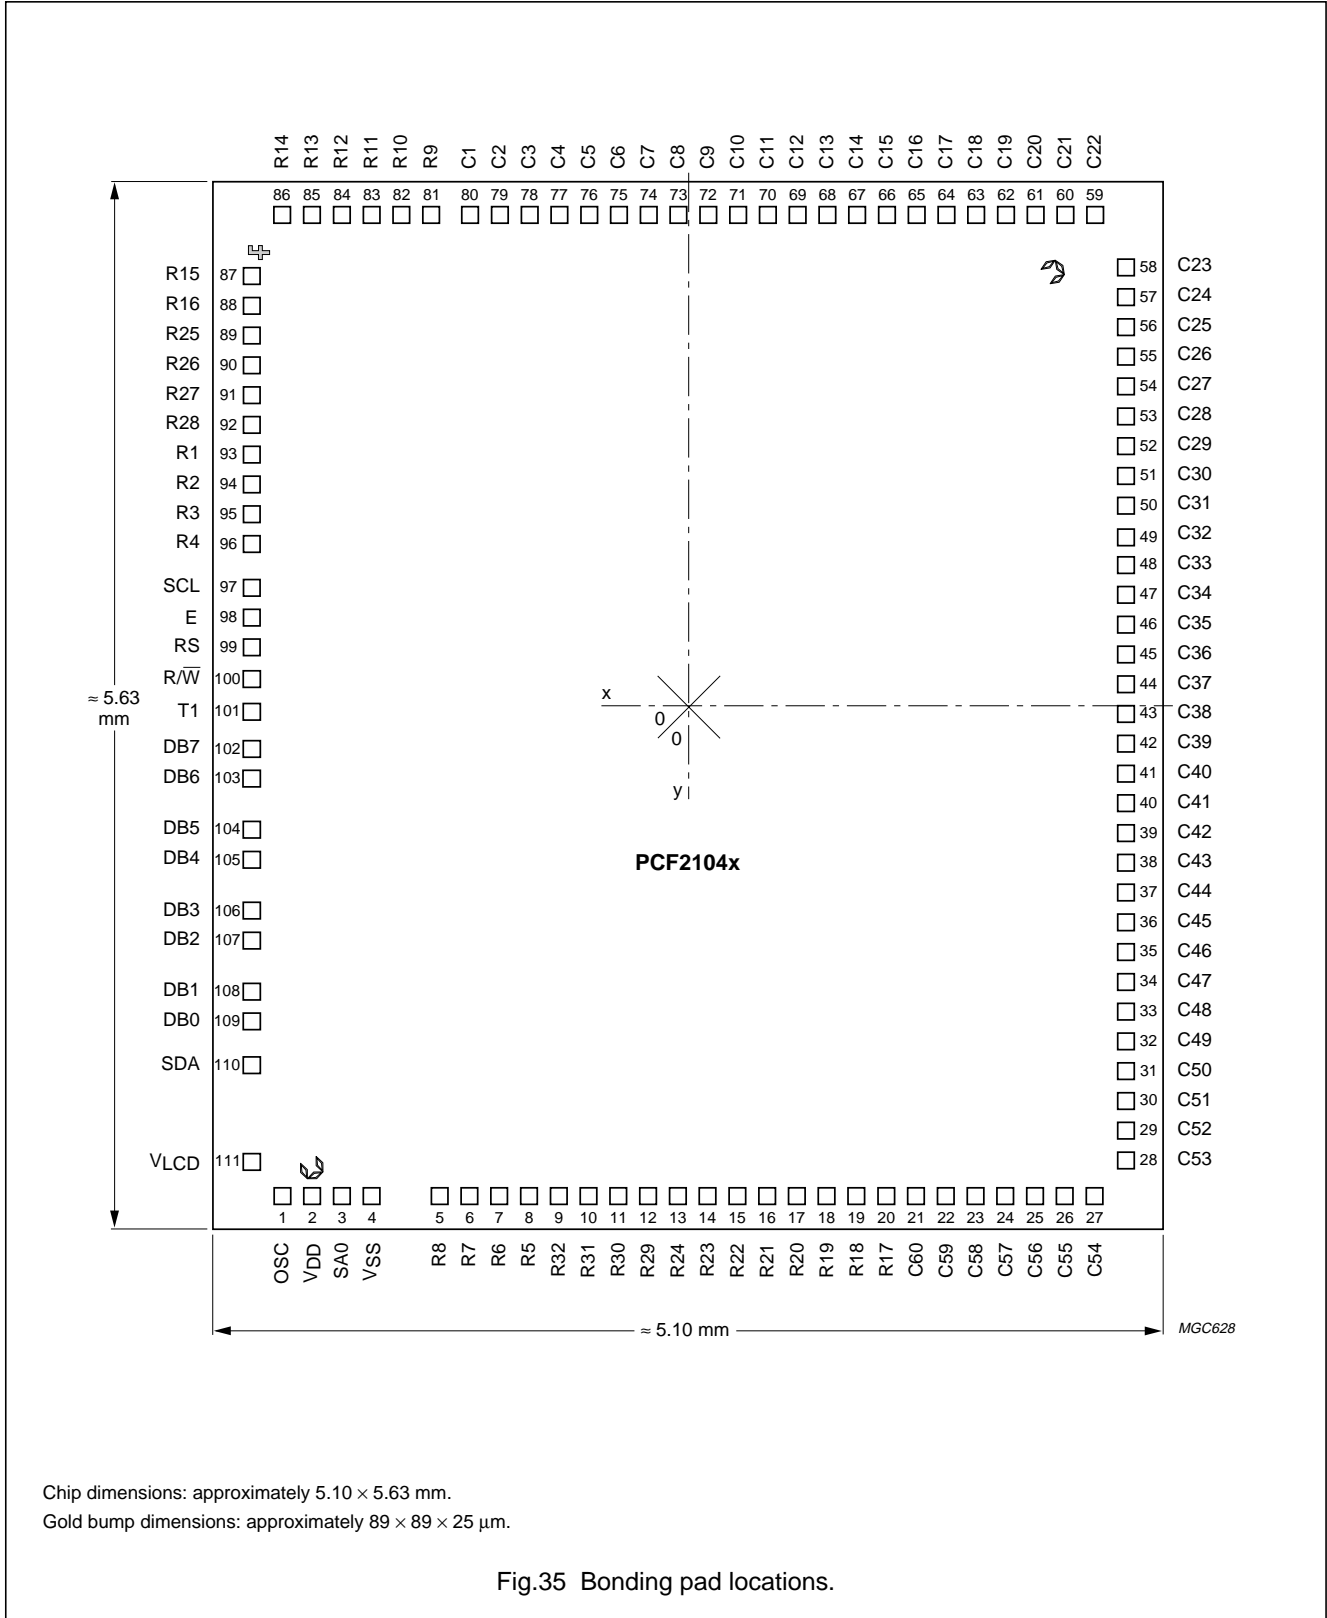 R14 R13 R12 R11 R10 R9 C1 C2 C3 C4 C5 C6 C7 C8 C9 C10 C11 C12 C13 C14 C15 C16 C17 C18 C19 C20 C21 C22
86 85 84 83 82 81 80 79 78 77 76 75 74 73 72 71 70 69 68 67 66 65 64 63 62 61 60 59
R15 87 58 C23
R16 88 57 C24
R25 89 56 C25
R26 90 55 C26
R27 91 54 C27
R28 92 53 C28
R1 93 52 C29
R2 94 51 C30
R3 95 50 C31
R4 96 49 C32
48 C33
SCL 97 47 C34
E 98 46 C35
RS 99 45 C36
R/W̅ 100 44 C37
≈ 5.63
mm
x
0
0
y
T1 101 43 C38
DB7 102 42 C39
DB6 103 41 C40
40 C41
DB5 104 39 C42
DB4 105 38 C43
PCF2104x
37 C44
DB3 106 36 C45
DB2 107 35 C46
34 C47
DB1 108 33 C48
DB0 109 32 C49
SDA 110 31 C50
30 C51
29 C52
VLCD 111 28 C53
1 2 3 4 5 6 7 8 9 10 11 12 13 14 15 16 17 18 19 20 21 22 23 24 25 26 27
OSC VDD SA0 VSS R8 R7 R6 R5 R32 R31 R30 R29 R24 R23 R22 R21 R20 R19 R18 R17 C60 C59 C58 C57 C56 C55 C54
≈ 5.10 mm
MGC628
Chip dimensions: approximately 5.10 × 5.63 mm.
Gold bump dimensions: approximately 89 × 89 × 25 µm.
Fig.35 Bonding pad locations.